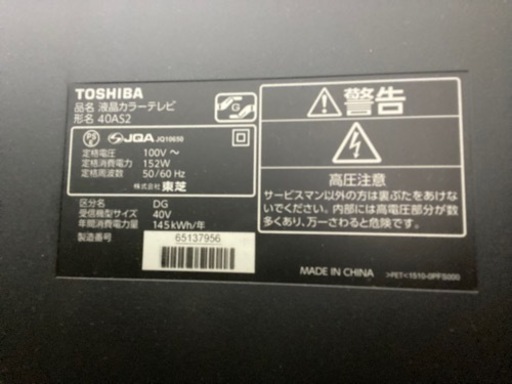 TOSHIBA
品名 液晶カラーテレビ
形名 40AS2
G
PS E JQA JQ10650
定格電圧： 100V～
定格消費電力： 152W
定格周波数： 50/60 Hz
株式会社 東芝
区分名 DG
受信機型サイズ 40V
年間消費電力量 145kWh/年
製造番号 65137956
警告
高圧注意
サービスマン以外の方は裏ぶたをあけな
いでください。内部には高電圧部分が数
多くあり、万一さわると危険です。
MADE IN CHINA